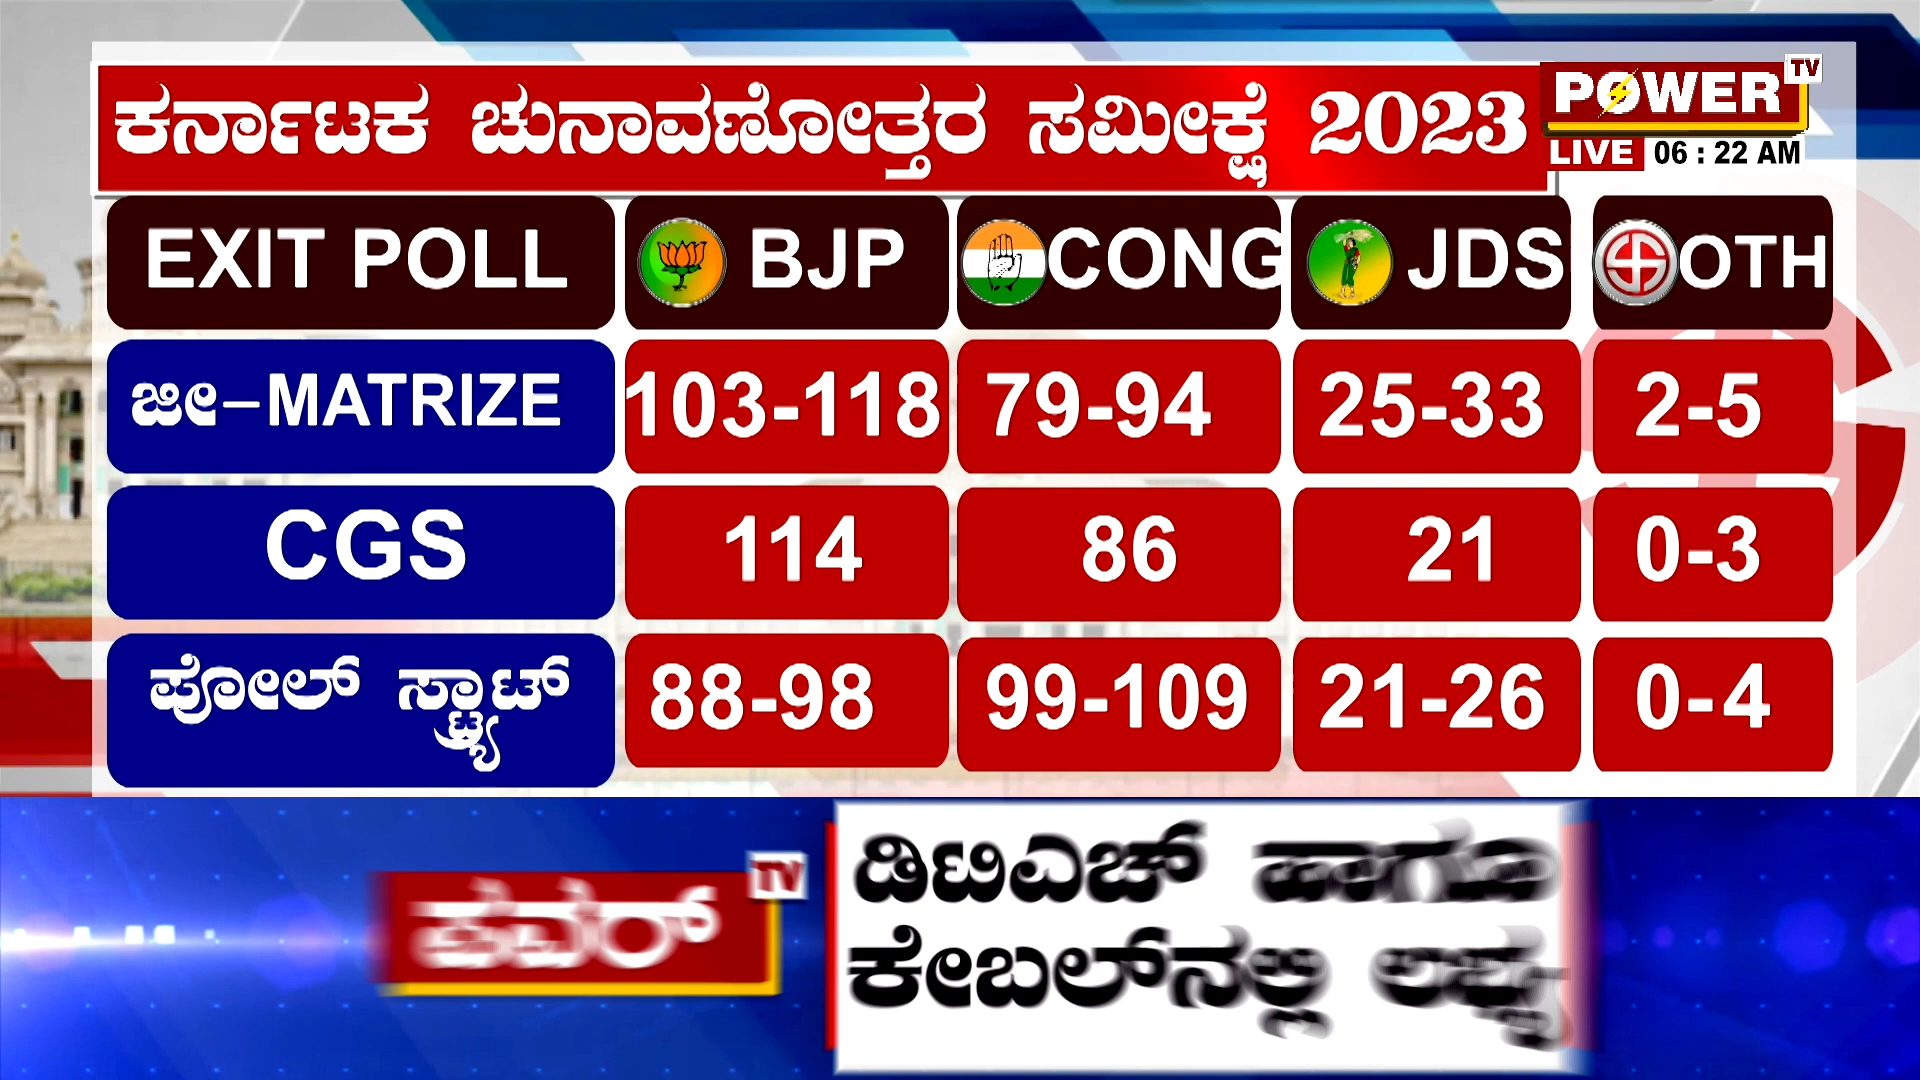 ಕರ್ನಾಟಕ ಚುನಾವಣೋತ್ತರ ಸಮೀಕ್ಷೆ 2023
POWER TV
LIVE 06 : 22 AM
EXIT POLL BJP CONG JDS OTH
ಜೀ-MATRIZE 103-118 79-94 25-33 2-5
CGS 114 86 21 0-3
ಪೋಲ್ ಸ್ಟ್ರಾಟ್ 88-98 99-109 21-26 0-4
ಪವರ್ TV
ಡಿಟಿಎಚ್ ಹಾಗೂ
ಕೇಬಲ್‌ನಲ್ಲಿ ಲಭ್ಯ